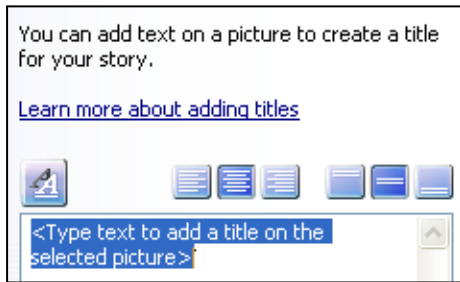 You can add text on a picture to create a title
for your story.
Learn more about adding titles
A
<Type text to add a title on the
selected picture>